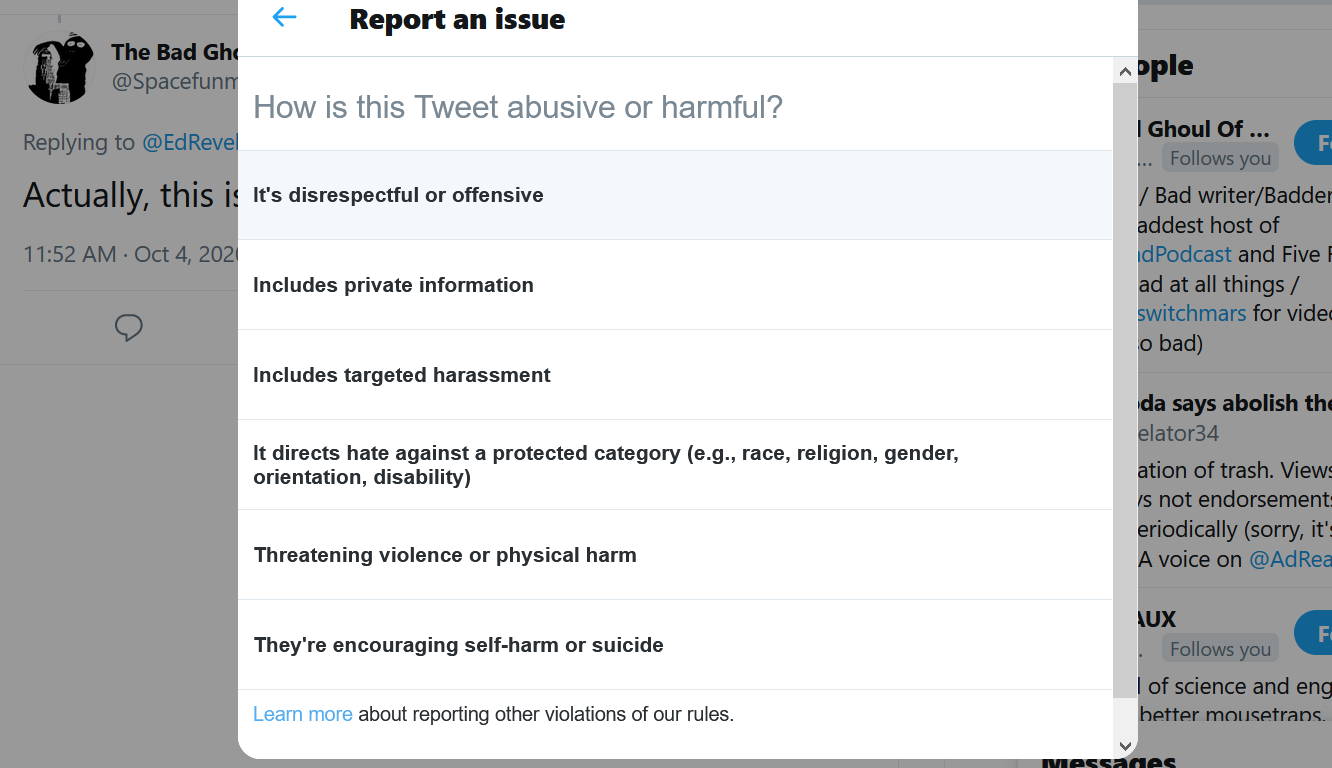 Report an issue
How is this Tweet abusive or harmful?
It's disrespectful or offensive
Includes private information
Includes targeted harassment
It directs hate against a protected category (e.g., race, religion, gender,
orientation, disability)
Threatening violence or physical harm
They're encouraging self-harm or suicide
Learn more about reporting other violations of our rules.
The Bad Gho
@Spacefunm
Replying to @EdRevel
Actually, this is
11:52 AM · Oct 4, 2020
ople
Ghoul Of ...
... Follows you
Fo
/ Bad writer/Badder
addest host of
dPodcast and Five F
ad at all things /
switchmars for vide
so bad)
da says abolish the
elator34
ation of trash. Views
s not endorsements
eriodically (sorry, it's
A voice on @AdRea
AUX
. Follows you
Fo
of science and eng
better mousetraps.
Messages